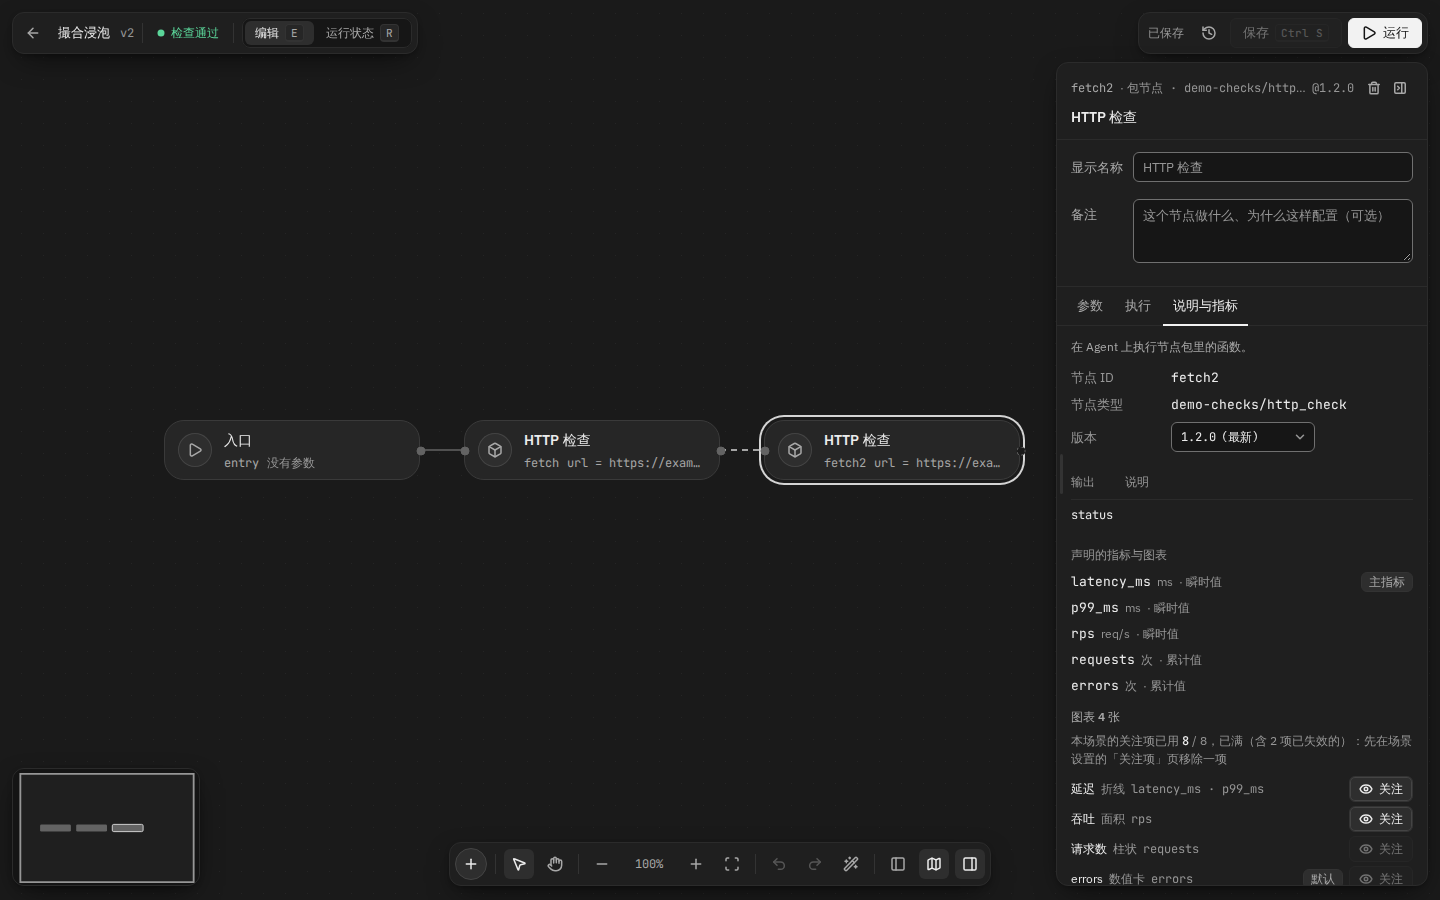 撮合浸泡 v2 检查通过 编辑 E 运行状态 R
已保存 保存 Ctrl S 运行
fetch2 · 包节点 · demo-checks/http… @1.2.0
HTTP 检查
显示名称 HTTP 检查
备注 这个节点做什么、为什么这样配置（可选）
参数 执行 说明与指标
在 Agent 上执行节点包里的函数。
节点 ID fetch2
节点类型 demo-checks/http_check
版本 1.2.0 (最新)
输出 说明
status
声明的指标与图表
latency_ms ms · 瞬时值 主指标
p99_ms ms · 瞬时值
rps req/s · 瞬时值
requests 次 · 累计值
errors 次 · 累计值
图表 4 张
本场景的关注项已用 8 / 8，已满（含 2 项已失效的）：先在场景
设置的「关注项」页移除一项
延迟 折线 latency_ms · p99_ms 关注
吞吐 面积 rps 关注
请求数 柱状 requests 关注
errors 数值卡 errors 默认 关注
入口
entry 没有参数
HTTP 检查
fetch url = https://exam…
HTTP 检查
fetch2 url = https://exa…
100%